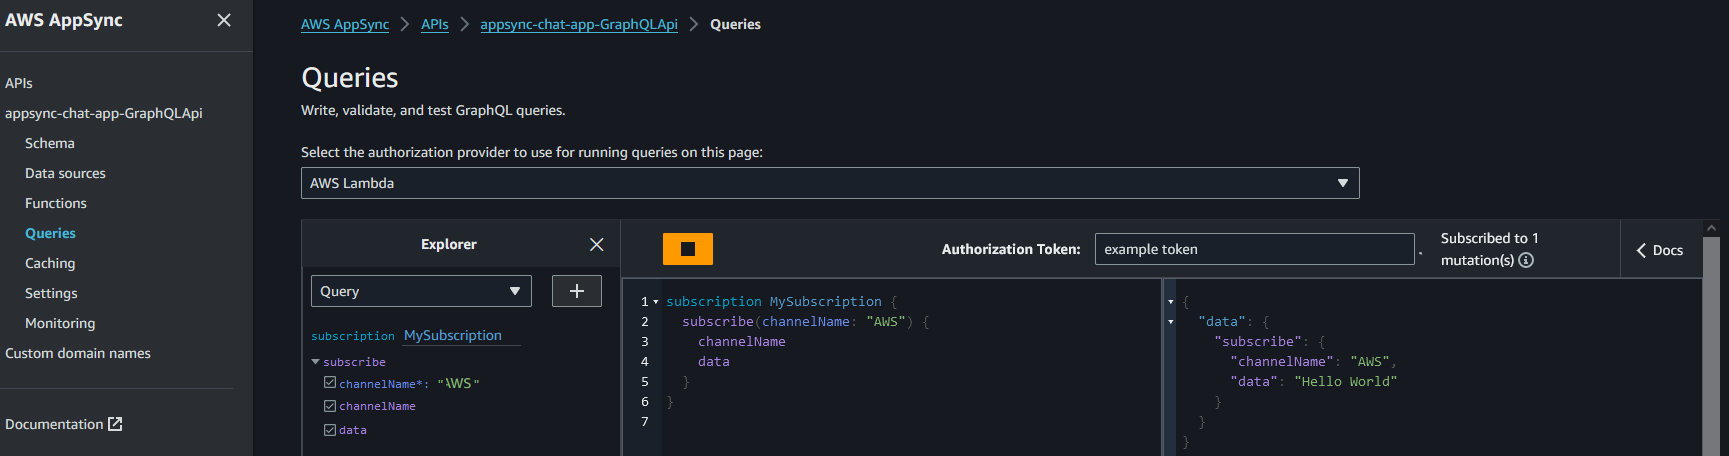 AWS AppSync
APIs
appsync-chat-app-GraphQLApi
Schema
Data sources
Functions
Queries
Caching
Settings
Monitoring
Custom domain names
Documentation
AWS AppSync > APIs > appsync-chat-app-GraphQLApi > Queries
Queries
Write, validate, and test GraphQL queries.
Select the authorization provider to use for running queries on this page:
AWS Lambda
Explorer
Query
subscription MySubscription
subscribe
channelName*: "AWS"
channelName
data
Authorization Token: example token .
Subscribed to 1
mutation(s)
Docs
1 subscription MySubscription {
2 subscribe(channelName: "AWS") {
3 channelName
4 data
5 }
6 }
7
{
"data": {
"subscribe": {
"channelName": "AWS",
"data": "Hello World"
}
}
}